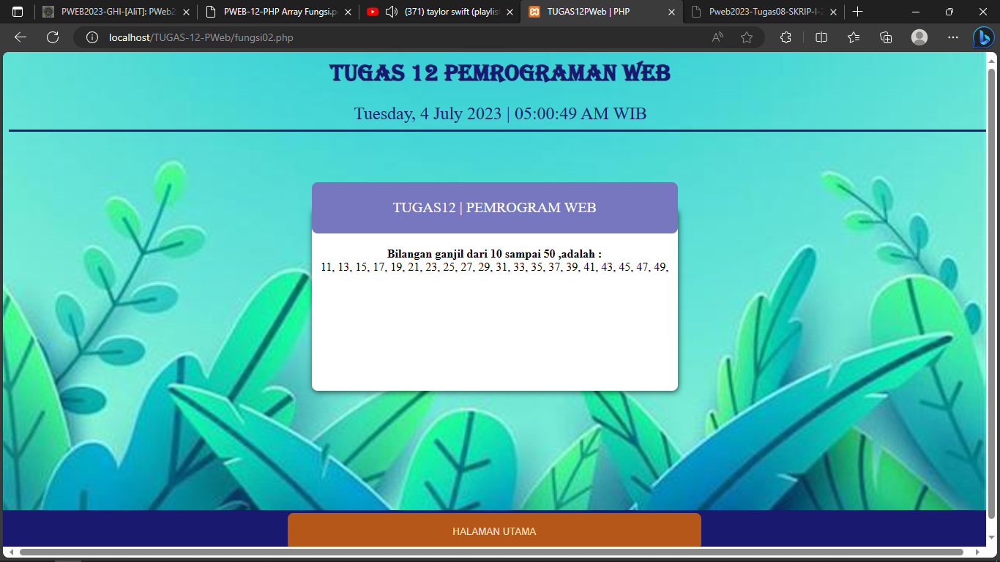 PWEB2023-GHI-[AliT]: PWeb2
PWEB-12-PHP Array Fungsi.p
(371) taylor swift (playlis
TUGAS12PWeb | PHP
Pweb2023-Tugas08-SKRIP-I-2
localhost/TUGAS-12-PWeb/fungsi02.php
TUGAS 12 PEMROGRAMAN WEB
Tuesday, 4 July 2023 | 05:00:49 AM WIB
TUGAS12 | PEMROGRAM WEB
Bilangan ganjil dari 10 sampai 50 ,adalah :
11, 13, 15, 17, 19, 21, 23, 25, 27, 29, 31, 33, 35, 37, 39, 41, 43, 45, 47, 49,
HALAMAN UTAMA